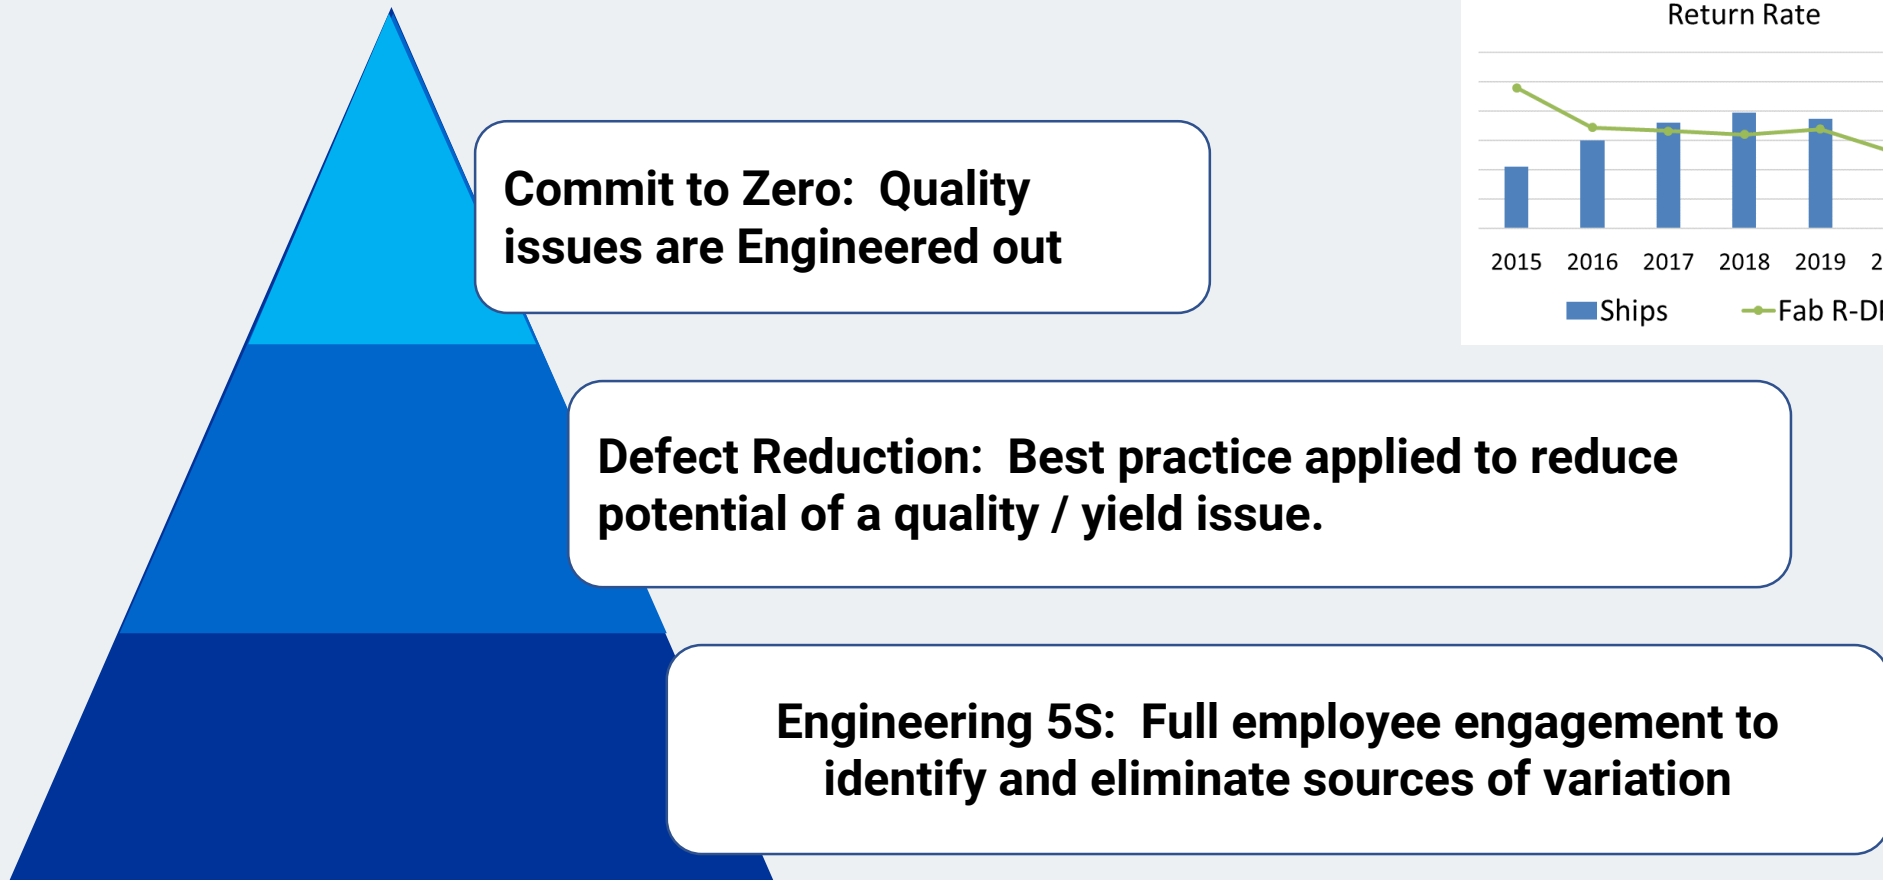 Return Rate
Commit to Zero: Quality
issues are Engineered out
2015 2016 2017 2018 2019
Ships Fab
Defect Reduction: Best practice applied to reduce
potential of a quality / yield issue.
Engineering 5S: Full employee engagement to
identify and eliminate sources of variation